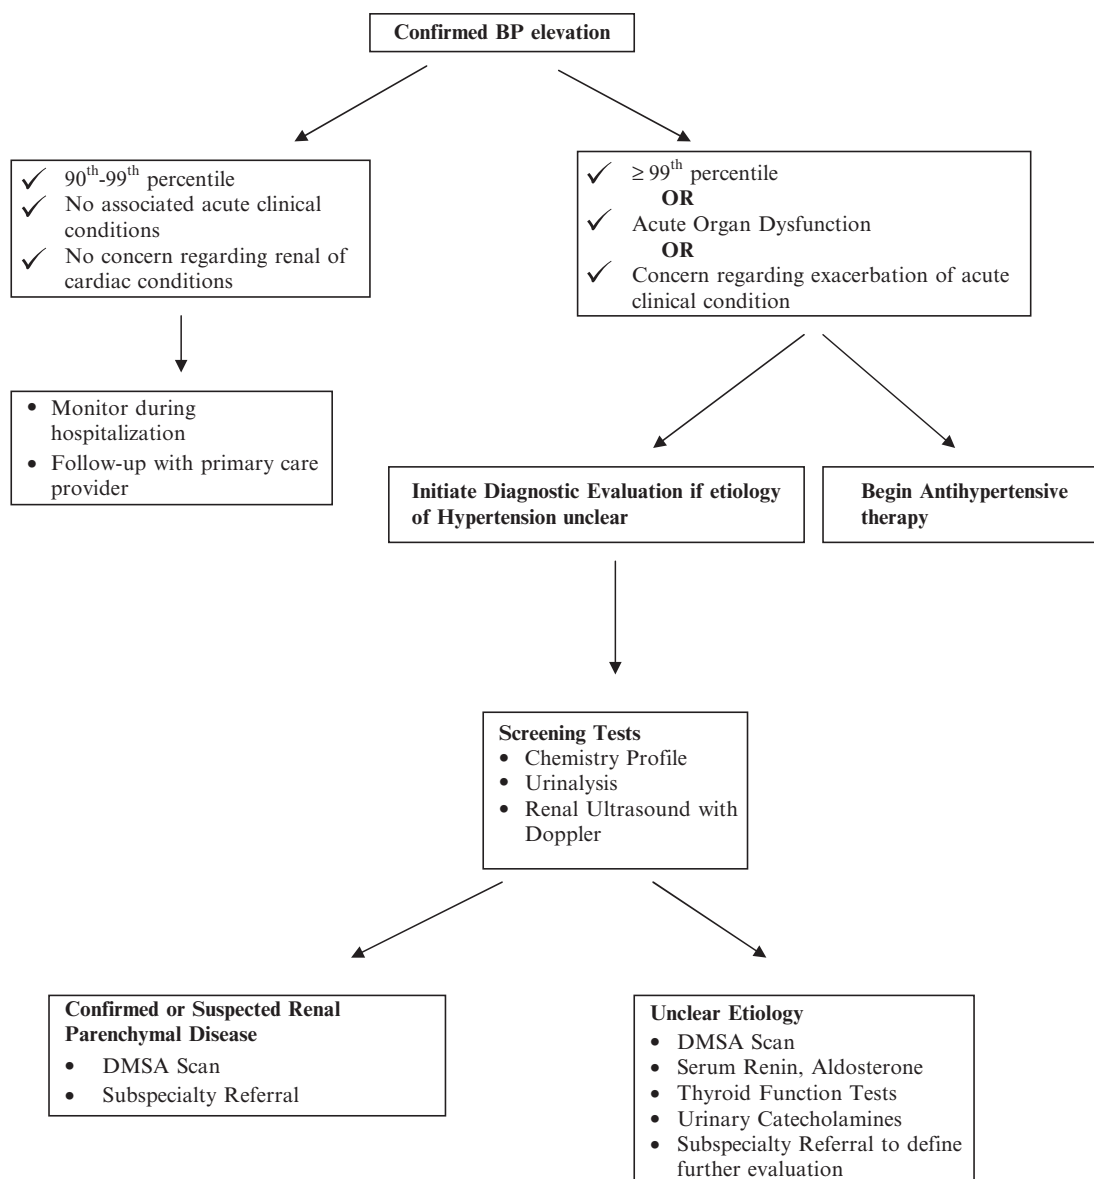 Confirmed BP elevation
✓ 90th-99th percentile
✓ No associated acute clinical
conditions
✓ No concern regarding renal of
cardiac conditions
✓ ≥ 99th percentile
OR
✓ Acute Organ Dysfunction
OR
✓ Concern regarding exacerbation of acute
clinical condition
• Monitor during
hospitalization
• Follow-up with primary care
provider
Initiate Diagnostic Evaluation if etiology
of Hypertension unclear
Begin Antihypertensive
therapy
Screening Tests
• Chemistry Profile
• Urinalysis
• Renal Ultrasound with
Doppler
Confirmed or Suspected Renal
Parenchymal Disease
• DMSA Scan
• Subspecialty Referral
Unclear Etiology
• DMSA Scan
• Serum Renin, Aldosterone
• Thyroid Function Tests
• Urinary Catecholamines
• Subspecialty Referral to define
further evaluation